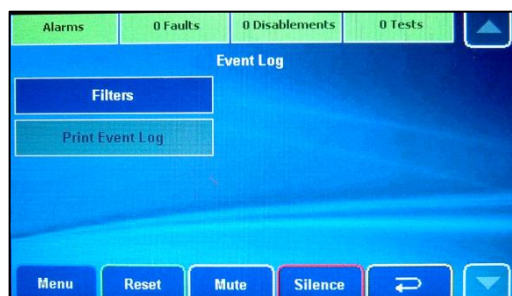 Alarms 0 Faults 0 Disablements 0 Tests
Event Log
Filters
Print Event Log
Menu Reset Mute Silence